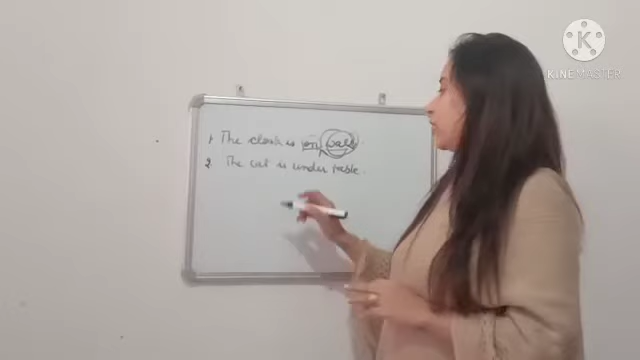 1 The clock is on wall.
2 The cat is under table.
K
KINEMASTER